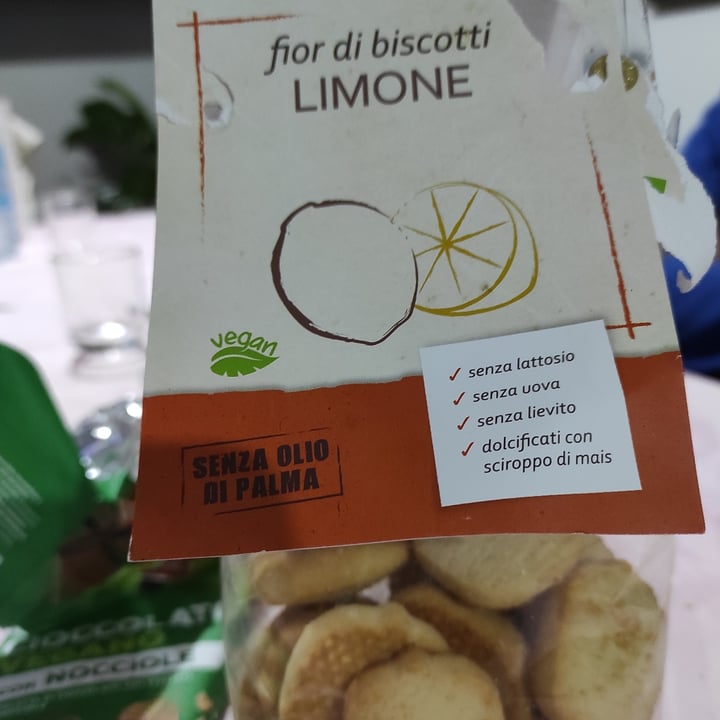 fior di biscotti
LIMONE
vegan
✓ senza lattosio
✓ senza uova
✓ senza lievito
✓ dolcificati con
sciroppo di mais
SENZA OLIO
DI PALMA
NOCCIOLE